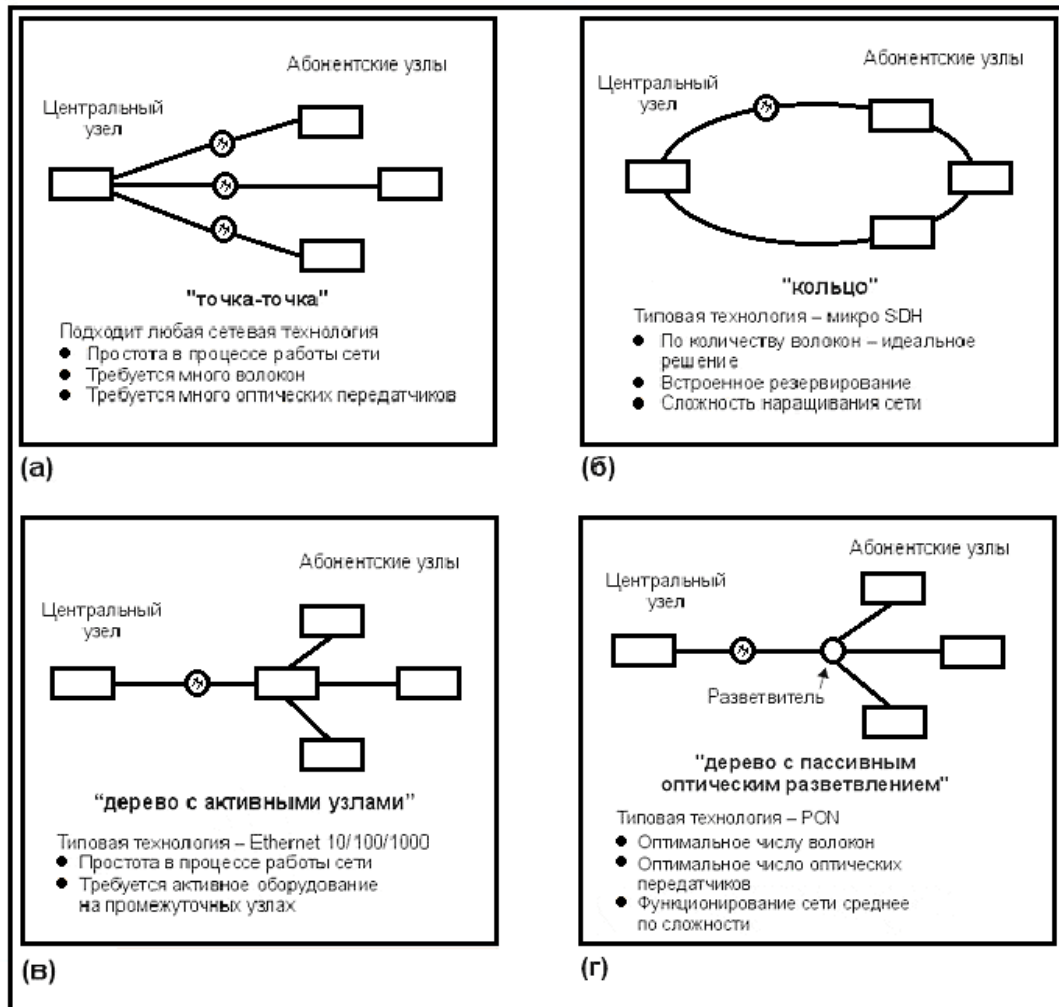 Абонентские узлы
Центральный
узел
"точка-точка"
Подходит любая сетевая технология
● Простота в процессе работы сети
● Требуется много волокон
● Требуется много оптических передатчиков
(а)
Абонентские узлы
Центральный
узел
"кольцо"
Типовая технология – микро SDH
● По количеству волокон – идеальное
решение
● Встроенное резервирование
● Сложность наращивания сети
(б)
Абонентские узлы
Центральный
узел
"дерево с активными узлами"
Типовая технология – Ethernet 10/100/1000
● Простота в процессе работы сети
● Требуется активное оборудование
на промежуточных узлах
(в)
Абонентские узлы
Центральный
узел
Разветвитель
"дерево с пассивным
оптическим разветвлением"
Типовая технология – PON
● Оптимальное числу волокон
● Оптимальное число оптических
передатчиков
● Функционирование сети среднее
по сложности
(г)